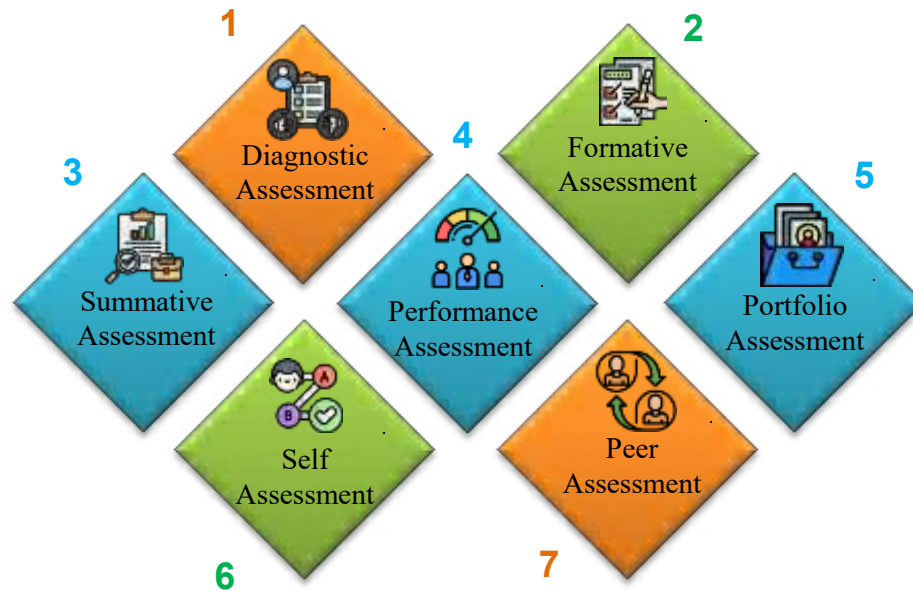 1
Diagnostic
Assessment
2
Formative
Assessment
3
Summative
Assessment
4
Performance
Assessment
5
Portfolio
Assessment
6
Self
Assessment
7
Peer
Assessment
A
B